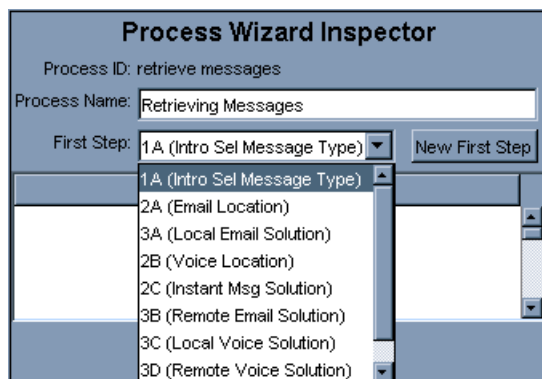 Process Wizard Inspector
Process ID: retrieve messages
Process Name: Retrieving Messages
First Step: 1A (Intro Sel Message Type) New First Step
1A (Intro Sel Message Type)
2A (Email Location)
3A (Local Email Solution)
2B (Voice Location)
2C (Instant Msg Solution)
3B (Remote Email Solution)
3C (Local Voice Solution)
3D (Remote Voice Solution)